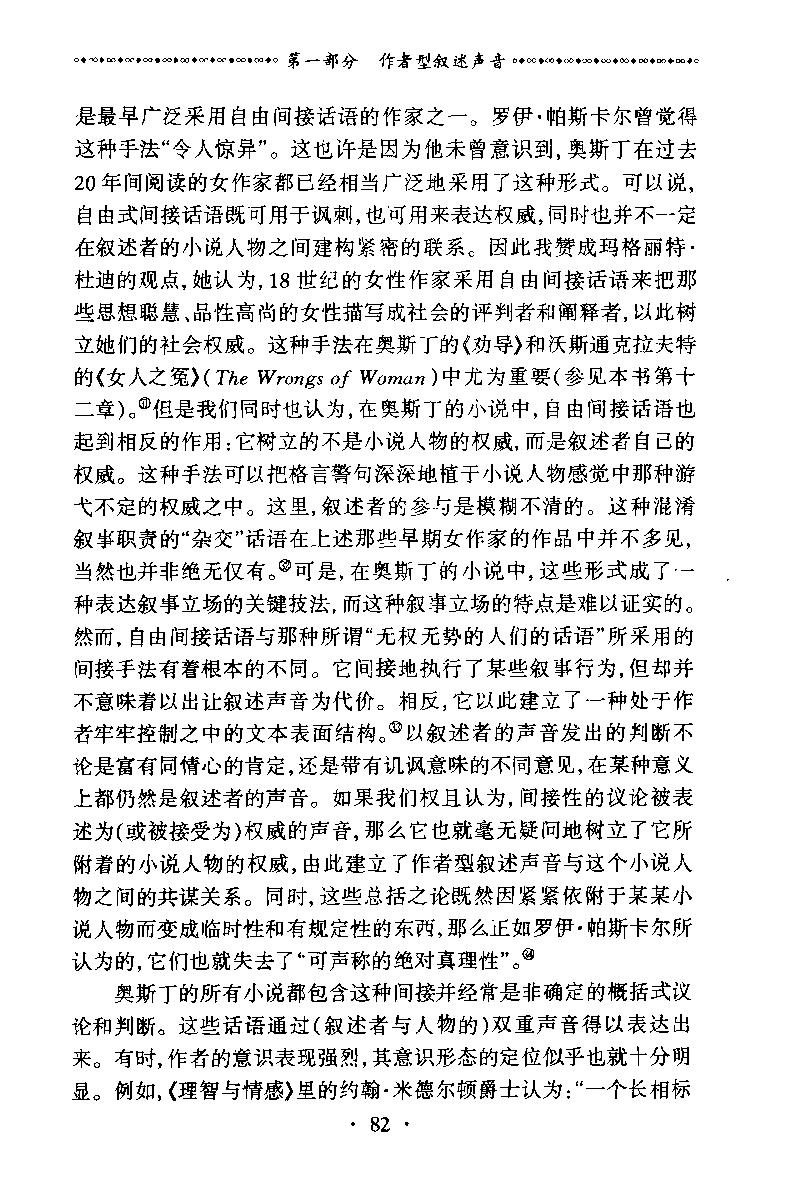 第一部分 作者型叙述声音
是最早广泛采用自由间接话语的作家之一。罗伊·帕斯卡尔曾觉得
这种手法“令人惊异”。这也许是因为他未曾意识到,奥斯丁在过去
20年间阅读的女作家都已经相当广泛地采用了这种形式。可以说,
自由式间接话语既可用于讽刺,也可用来表达权威,同时也并不一定
在叙述者的小说人物之间建构紧密的联系。因此我赞成玛格丽特·
杜迪的观点,她认为,18世纪的女性作家采用自由间接话语来把那
些思想聪慧、品性高尚的女性描写成社会的评判者和阐释者,以此树
立她们的社会权威。这种手法在奥斯丁的《劝导》和沃斯通克拉夫特
的《女人之冤》(The Wrongs of Woman)中尤为重要(参见本书第十
二章)。㉛但是我们同时也认为,在奥斯丁的小说中,自由间接话语也
起到相反的作用:它树立的不是小说人物的权威,而是叙述者自己的
权威。这种手法可以把格言警句深深地植于小说人物感觉中那种游
弋不定的权威之中。这里,叙述者的参与是模糊不清的。这种混淆
叙事职责的“杂交”话语在上述那些早期女作家的作品中并不多见,
当然也并非绝无仅有。㉜可是,在奥斯丁的小说中,这些形式成了一
种表达叙事立场的关键技法,而这种叙事立场的特点是难以证实的。
然而,自由间接话语与那种所谓“无权无势的人们的话语”所采用的
间接手法有着根本的不同。它间接地执行了某些叙事行为,但却并
不意味着以出让叙述声音为代价。相反,它以此建立了一种处于作
者牢牢控制之中的文本表面结构。㉝以叙述者的声音发出的判断不
论是富有同情心的肯定,还是带有讥讽意味的不同意见,在某种意义
上都仍然是叙述者的声音。如果我们权且认为,间接性的议论被表
述为(或被接受为)权威的声音,那么它也就毫无疑问地树立了它所
附着的小说人物的权威,由此建立了作者型叙述声音与这个小说人
物之间的共谋关系。同时,这些总括之论既然因紧紧依附于某某小
说人物而变成临时性和有规定性的东西,那么正如罗伊·帕斯卡尔所
认为的,它们也就失去了“可声称的绝对真理性”。㉞
奥斯丁的所有小说都包含这种间接并经常是非确定的概括式议
论和判断。这些话语通过(叙述者与人物的)双重声音得以表达出
来。有时,作者的意识表现强烈,其意识形态的定位似乎也就十分明
显。例如,《理智与情感》里的约翰·米德尔顿爵士认为:“一个长相标
· 82 ·